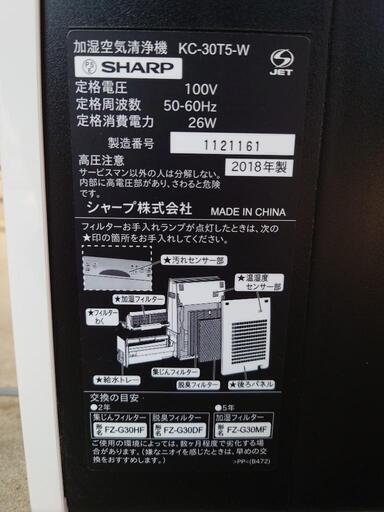 加湿空気清浄機 KC-30T5-W
PS E SHARP
JET
定格電圧 100V
定格周波数 50-60Hz
定格消費電力 26W
製造番号 1121161
高圧注意 2018年製
サービスマン以外の人は分解しない。
内部に高電圧部があり、さわると危険
です。
シャープ株式会社 MADE IN CHINA
フィルターお手入れランプが点灯したときは、次の
★印の箇所をお手入れしてください。
★汚れセンサー部
★温湿度
センサー部
★加湿フィルター
★フィルター
わく
★給水トレー
集じんフィルター
脱臭フィルター
★後ろパネル
交換の目安
●2年 ●5年
集じんフィルター 脱臭フィルター 加湿フィルター
形名 FZ-G30HF 形名 FZ-G30DF 形名 FZ-G30MF
ご使用の環境によっては、数ヶ月程度で劣化する場
合があります。(嫌なニオイを感じたときは、早めの交
換をおすすめします。) >PP<(B472)